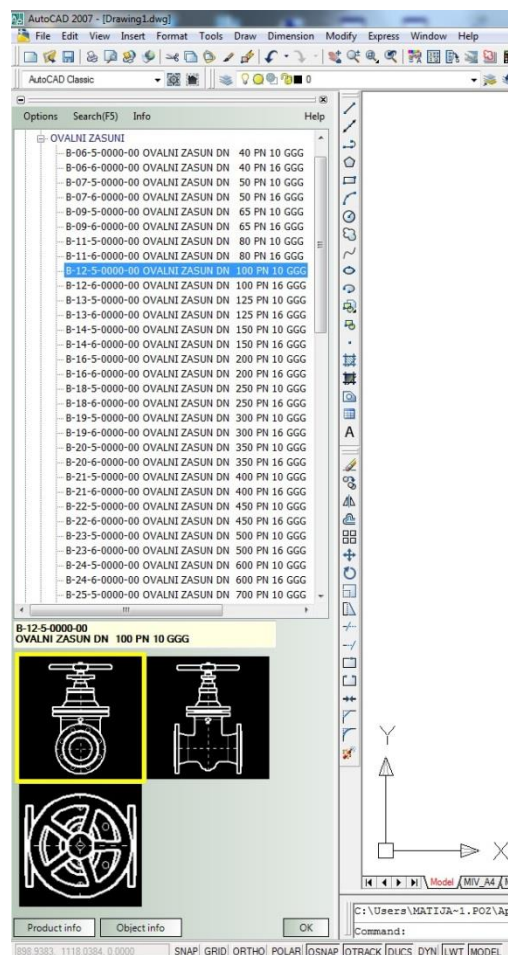 AutoCAD 2007 - [Drawing1.dwg]
File Edit View Insert Format Tools Draw Dimension Modify Express Window Help
AutoCAD Classic 0
Options Search(F5) Info Help
OVALNI ZASUNI
B-06-5-0000-00 OVALNI ZASUN DN 40 PN 10 GGG
B-06-6-0000-00 OVALNI ZASUN DN 40 PN 16 GGG
B-07-5-0000-00 OVALNI ZASUN DN 50 PN 10 GGG
B-07-6-0000-00 OVALNI ZASUN DN 50 PN 16 GGG
B-09-5-0000-00 OVALNI ZASUN DN 65 PN 10 GGG
B-09-6-0000-00 OVALNI ZASUN DN 65 PN 16 GGG
B-11-5-0000-00 OVALNI ZASUN DN 80 PN 10 GGG
B-11-6-0000-00 OVALNI ZASUN DN 80 PN 16 GGG
B-12-5-0000-00 OVALNI ZASUN DN 100 PN 10 GGG
B-12-6-0000-00 OVALNI ZASUN DN 100 PN 16 GGG
B-13-5-0000-00 OVALNI ZASUN DN 125 PN 10 GGG
B-13-6-0000-00 OVALNI ZASUN DN 125 PN 16 GGG
B-14-5-0000-00 OVALNI ZASUN DN 150 PN 10 GGG
B-14-6-0000-00 OVALNI ZASUN DN 150 PN 16 GGG
B-16-5-0000-00 OVALNI ZASUN DN 200 PN 10 GGG
B-16-6-0000-00 OVALNI ZASUN DN 200 PN 16 GGG
B-18-5-0000-00 OVALNI ZASUN DN 250 PN 10 GGG
B-18-6-0000-00 OVALNI ZASUN DN 250 PN 16 GGG
B-19-5-0000-00 OVALNI ZASUN DN 300 PN 10 GGG
B-19-6-0000-00 OVALNI ZASUN DN 300 PN 16 GGG
B-20-5-0000-00 OVALNI ZASUN DN 350 PN 10 GGG
B-20-6-0000-00 OVALNI ZASUN DN 350 PN 16 GGG
B-21-5-0000-00 OVALNI ZASUN DN 400 PN 10 GGG
B-21-6-0000-00 OVALNI ZASUN DN 400 PN 16 GGG
B-22-5-0000-00 OVALNI ZASUN DN 450 PN 10 GGG
B-22-6-0000-00 OVALNI ZASUN DN 450 PN 16 GGG
B-23-5-0000-00 OVALNI ZASUN DN 500 PN 10 GGG
B-23-6-0000-00 OVALNI ZASUN DN 500 PN 16 GGG
B-24-5-0000-00 OVALNI ZASUN DN 600 PN 10 GGG
B-24-6-0000-00 OVALNI ZASUN DN 600 PN 16 GGG
B-25-5-0000-00 OVALNI ZASUN DN 700 PN 10 GGG
B-12-5-0000-00
OVALNI ZASUN DN 100 PN 10 GGG
A
Y
X
Model MIV_A4
Product info Object info OK
C:\Users\MATIJA~1.POZ\Ap
Command:
898.9383, 1118.0384, 0.0000 SNAP GRID ORTHO POLAR OSNAP OTRACK DUCS DYN LWT MODEL